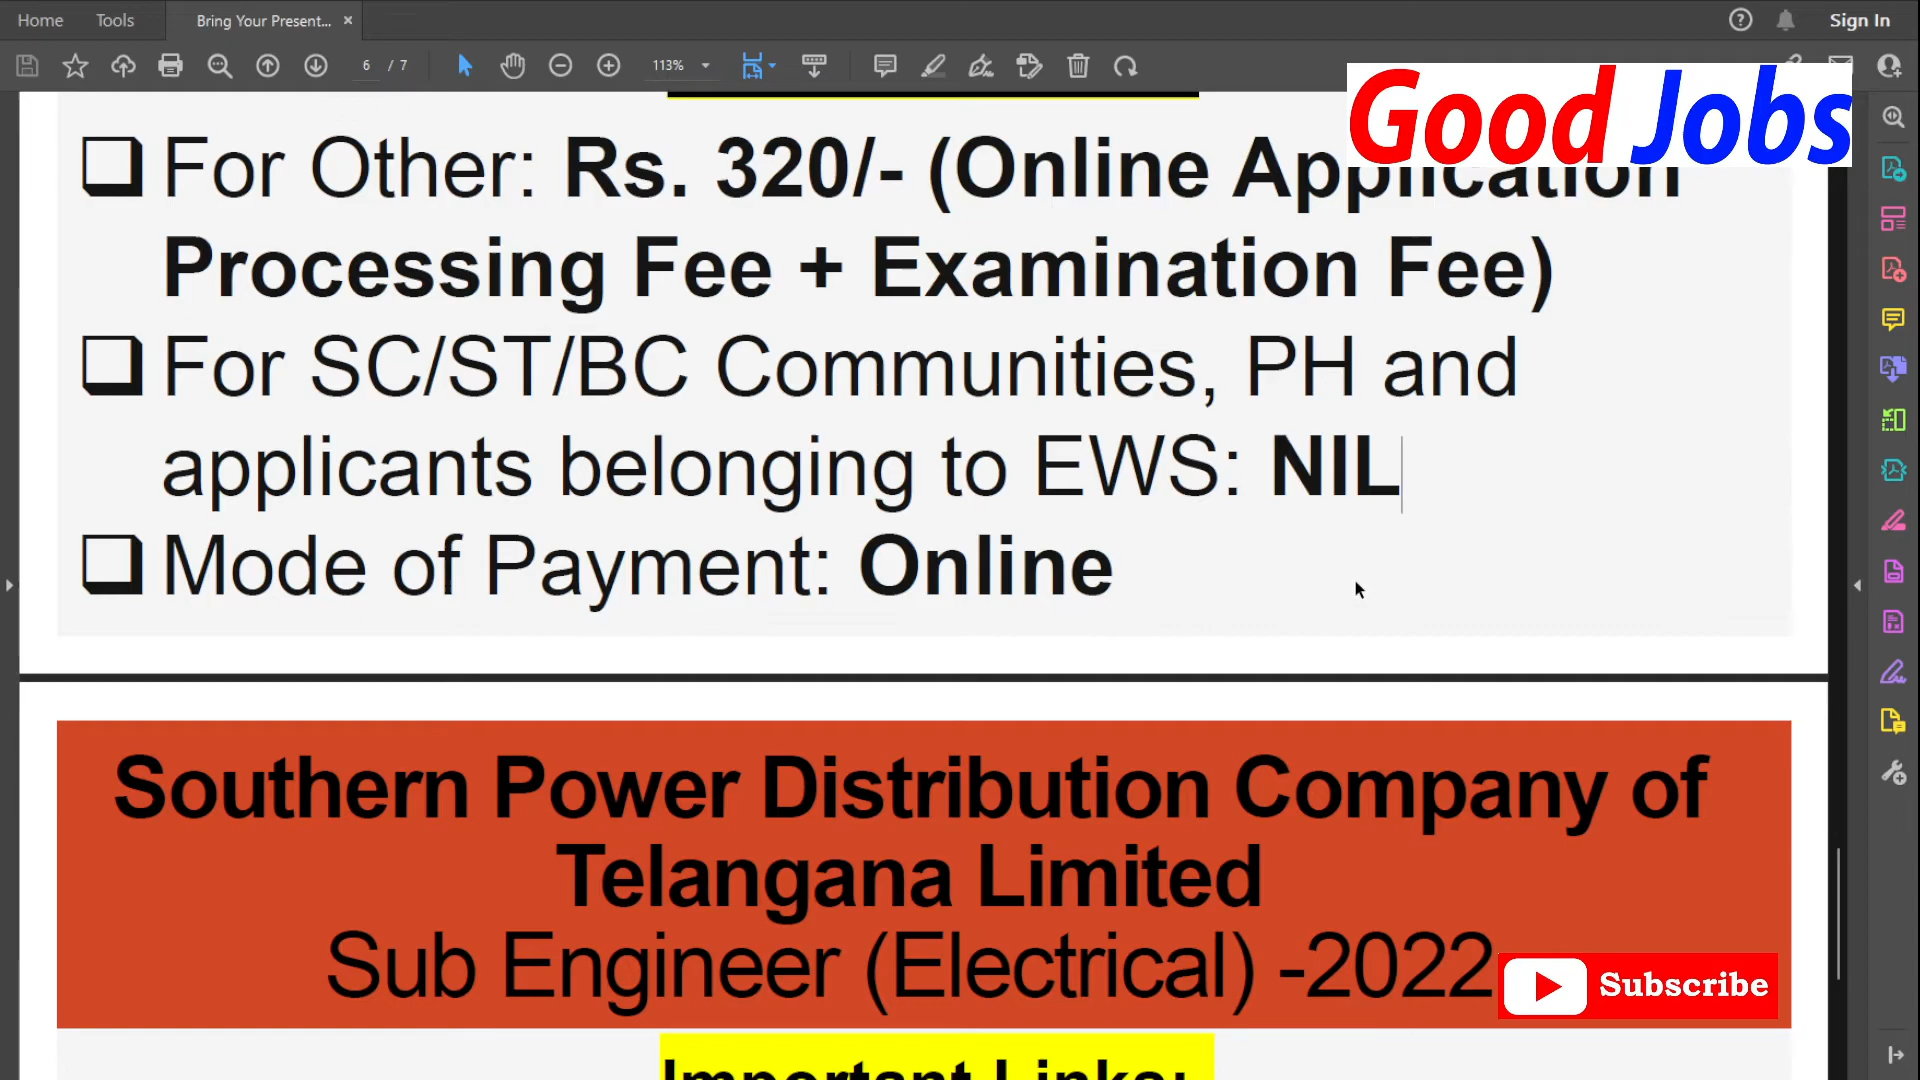 Home Tools Bring Your Present... ×
Sign In
6 / 7 113%
Good Jobs
❑ For Other: Rs. 320/- (Online Application
Processing Fee + Examination Fee)
❑ For SC/ST/BC Communities, PH and
applicants belonging to EWS: NIL
❑ Mode of Payment: Online
Southern Power Distribution Company of
Telangana Limited
Sub Engineer (Electrical) -2022
Subscribe
Important Links: